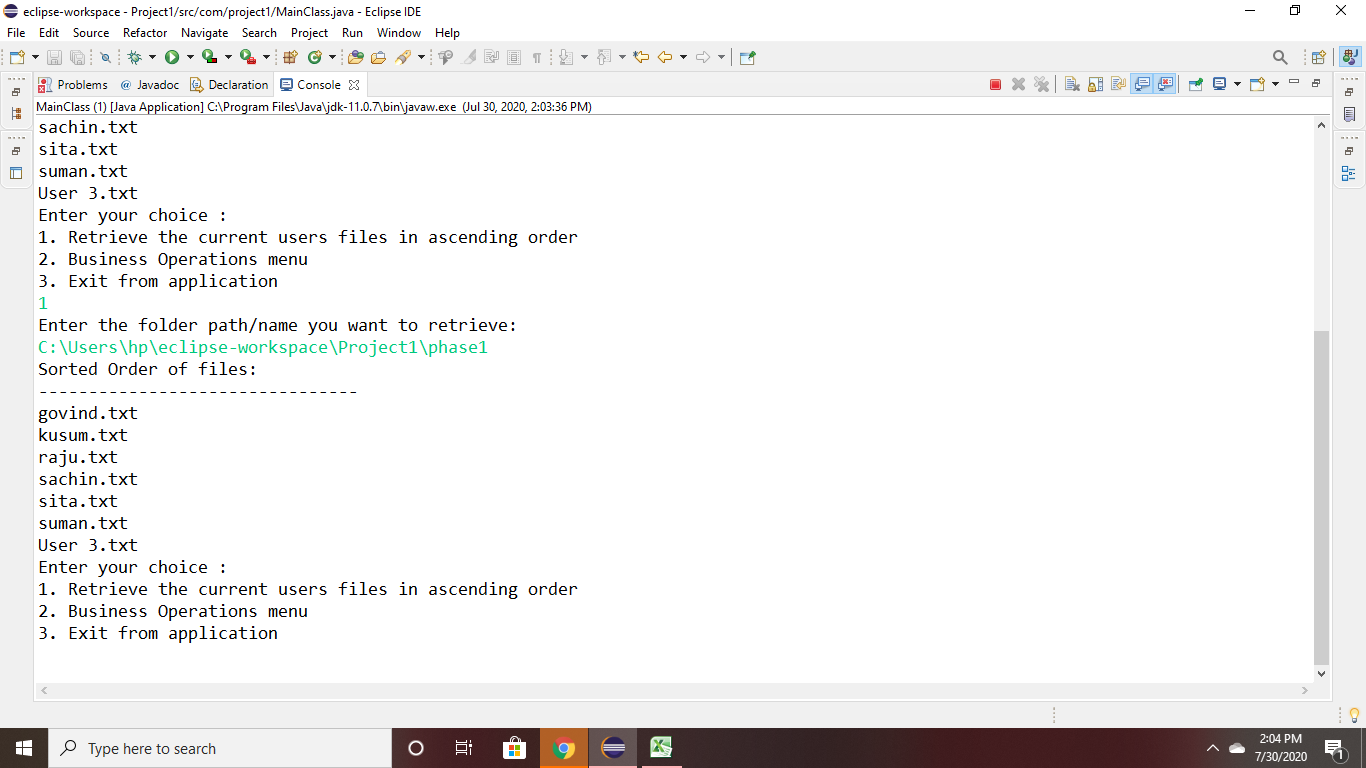 eclipse-workspace - Project1/src/com/project1/MainClass.java - Eclipse IDE
File Edit Source Refactor Navigate Search Project Run Window Help
Problems @ Javadoc Declaration Console
MainClass (1) [Java Application] C:\Program Files\Java\jdk-11.0.7\bin\javaw.exe (Jul 30, 2020, 2:03:36 PM)
sachin.txt
sita.txt
suman.txt
User 3.txt
Enter your choice :
1. Retrieve the current users files in ascending order
2. Business Operations menu
3. Exit from application
1
Enter the folder path/name you want to retrieve:
C:\Users\hp\eclipse-workspace\Project1\phase1
Sorted Order of files:
--------------------------------
govind.txt
kusum.txt
raju.txt
sachin.txt
sita.txt
suman.txt
User 3.txt
Enter your choice :
1. Retrieve the current users files in ascending order
2. Business Operations menu
3. Exit from application
Type here to search
2:04 PM
7/30/2020
1